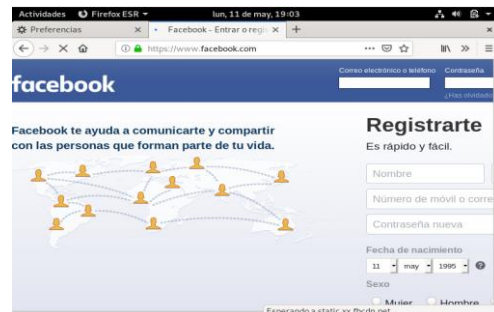 Actividades Firefox ESR lun, 11 de may, 19:03
Preferencias Facebook - Entrar o regi
https://www.facebook.com
facebook
Correo electrónico o teléfono Contraseña
¿Has olvidado
Facebook te ayuda a comunicarte y compartir
con las personas que forman parte de tu vida.
Registrarte
Es rápido y fácil.
Nombre
Número de móvil o corre
Contraseña nueva
Fecha de nacimiento
11 may 1995
Sexo
Mujer Hombre
Esperando a static.xx.fbcdn.net